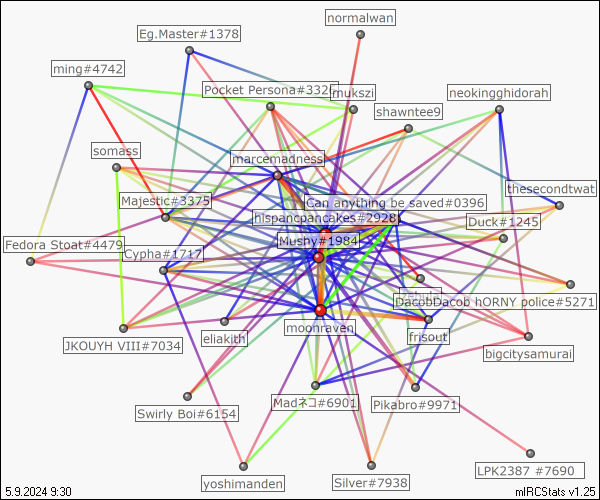 normalwan
Eg.Master#1378
ming#4742
Pocket Persona#332
mukszi
neokingghidorah
shawntee9
somass
marcemadness
thesecondtwat
Majestic#3375
Can anything be saved#0396
hispancpancakes#2928
Duck#1245
Fedora Stoat#4479
Cypha#1717
Mushy#1984
DacobDacob hORNY police#5271
moonraven
eliakith
frisout
JKOUYH VIII#7034
bigcitysamurai
Swirly Boi#6154
Madネコ#6901
Pikabro#9971
yoshimanden
Silver#7938
LPK2387 #7690
5.9.2024 9:30
mIRCStats v1.25